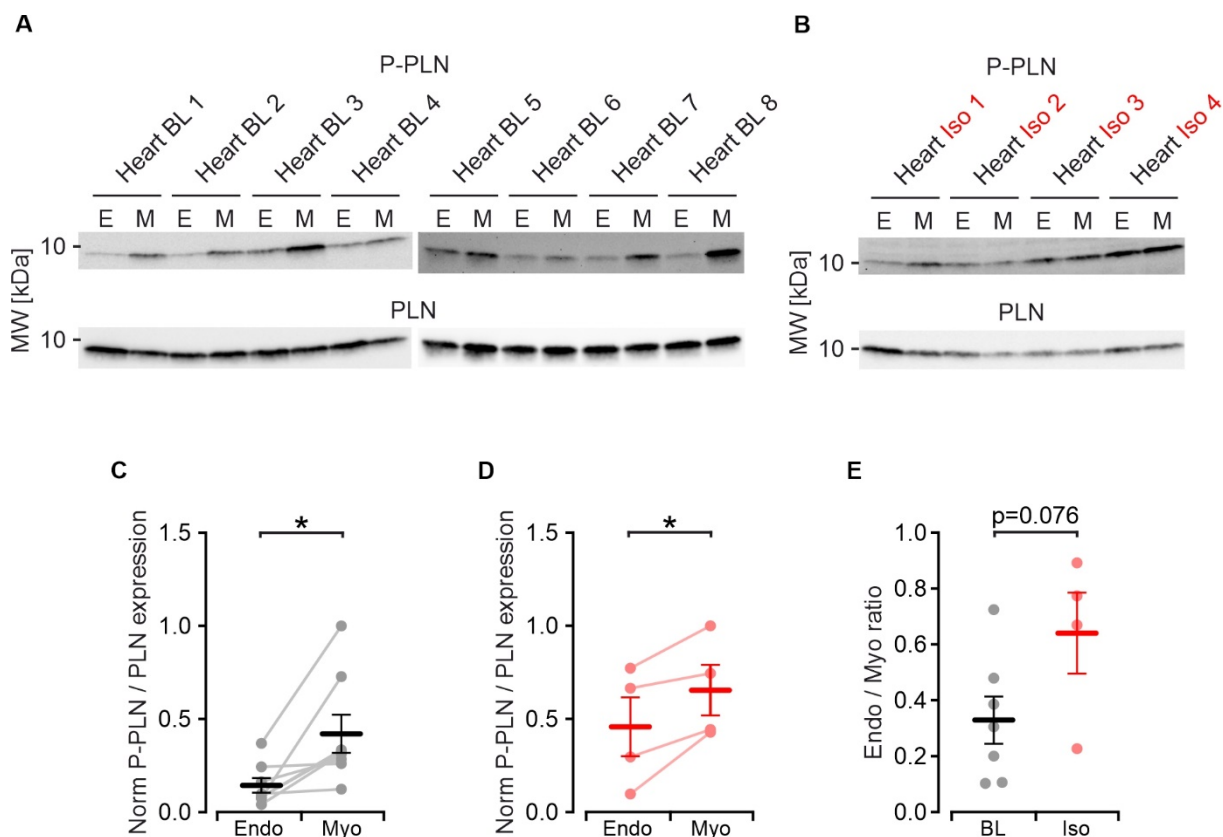 A
P-PLN
Heart BL 1
Heart BL 2
Heart BL 3
Heart BL 4
Heart BL 5
Heart BL 6
Heart BL 7
Heart BL 8
E M E M E M E M E M E M E M E M
10
MW [kDa]
PLN
10
B
P-PLN
Heart Iso 1
Heart Iso 2
Heart Iso 3
Heart Iso 4
E M E M E M E M
10
MW [kDa]
PLN
10
C
Norm P-PLN / PLN expression
1.5
1.0
0.5
0.0
*
Endo Myo
D
Norm P-PLN / PLN expression
1.5
1.0
0.5
0.0
*
Endo Myo
E
Endo / Myo ratio
1.0
0.8
0.6
0.4
0.2
0.0
p=0.076
BL Iso